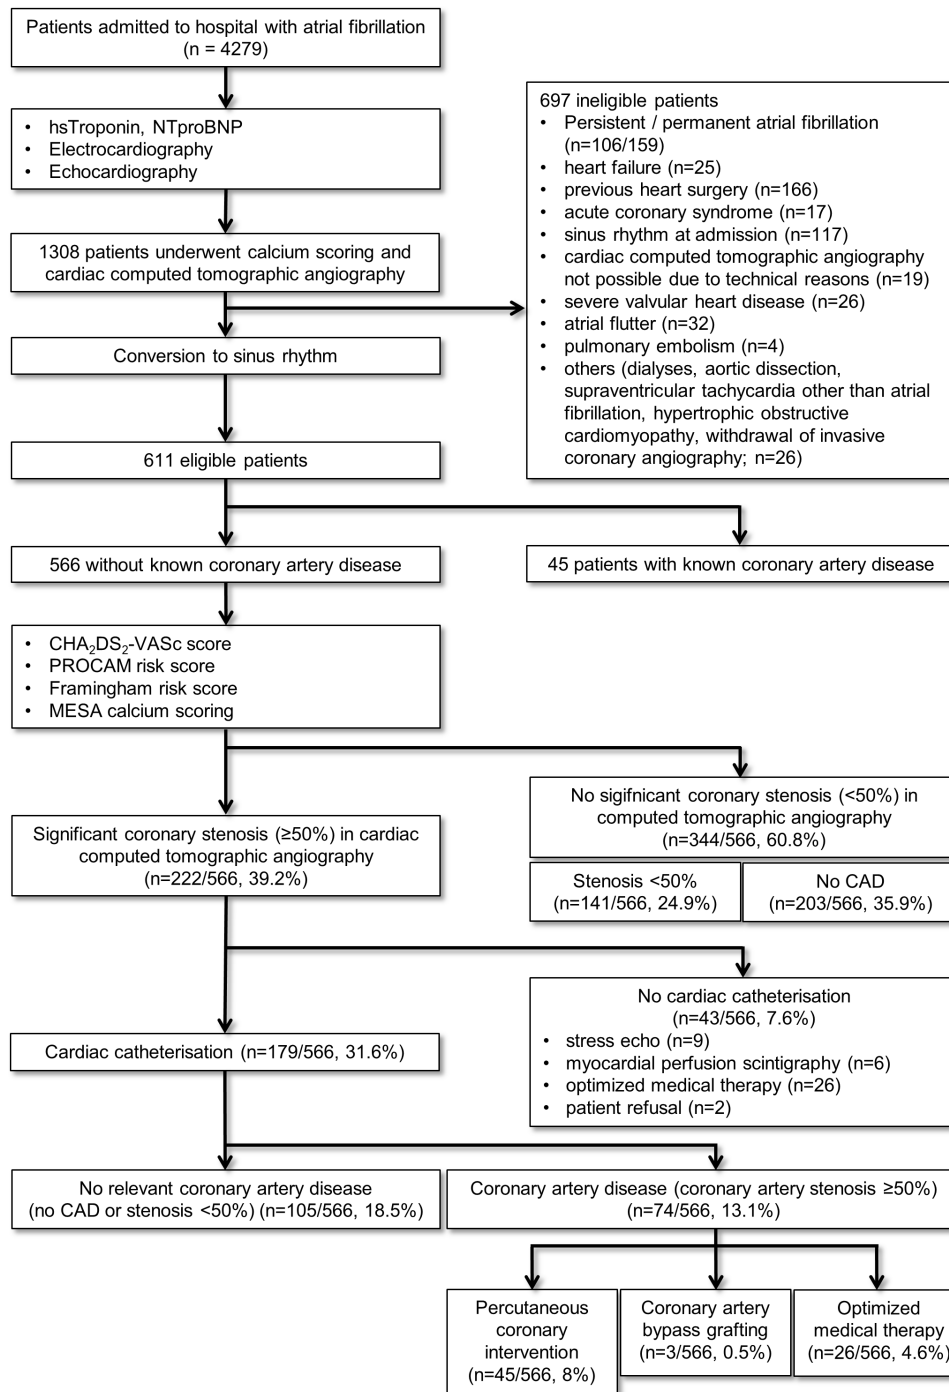 Patients admitted to hospital with atrial fibrillation
(n = 4279)
• hsTroponin, NTproBNP
• Electrocardiography
• Echocardiography
1308 patients underwent calcium scoring and
cardiac computed tomographic angiography
697 ineligible patients
• Persistent / permanent atrial fibrillation
(n=106/159)
• heart failure (n=25)
• previous heart surgery (n=166)
• acute coronary syndrome (n=17)
• sinus rhythm at admission (n=117)
• cardiac computed tomographic angiography
not possible due to technical reasons (n=19)
• severe valvular heart disease (n=26)
• atrial flutter (n=32)
• pulmonary embolism (n=4)
• others (dialyses, aortic dissection,
supraventricular tachycardia other than atrial
fibrillation, hypertrophic obstructive
cardiomyopathy, withdrawal of invasive
coronary angiography; n=26)
Conversion to sinus rhythm
611 eligible patients
566 without known coronary artery disease
45 patients with known coronary artery disease
• CHA₂DS₂-VASc score
• PROCAM risk score
• Framingham risk score
• MESA calcium scoring
No sigifnicant coronary stenosis (<50%) in
computed tomographic angiography
(n=344/566, 60.8%)
Stenosis <50%
(n=141/566, 24.9%)
No CAD
(n=203/566, 35.9%)
Significant coronary stenosis (≥50%) in cardiac
computed tomographic angiography
(n=222/566, 39.2%)
No cardiac catheterisation
(n=43/566, 7.6%)
• stress echo (n=9)
• myocardial perfusion scintigraphy (n=6)
• optimized medical therapy (n=26)
• patient refusal (n=2)
Cardiac catheterisation (n=179/566, 31.6%)
No relevant coronary artery disease
(no CAD or stenosis <50%) (n=105/566, 18.5%)
Coronary artery disease (coronary artery stenosis ≥50%)
(n=74/566, 13.1%)
Percutaneous
coronary
intervention
(n=45/566, 8%)
Coronary artery
bypass grafting
(n=3/566, 0.5%)
Optimized
medical therapy
(n=26/566, 4.6%)